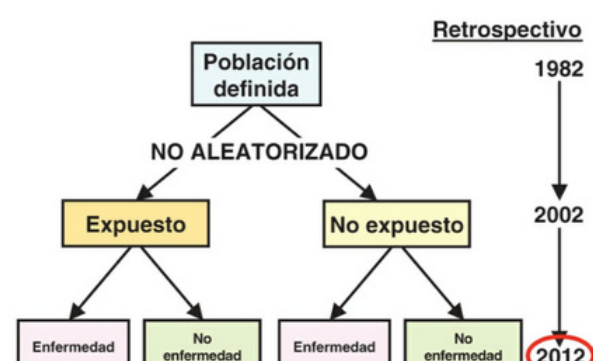 Retrospectivo
1982
Población
definida
NO ALEATORIZADO
2002
Expuesto
No expuesto
Enfermedad
No
enfermedad
Enfermedad
No
enfermedad
2012